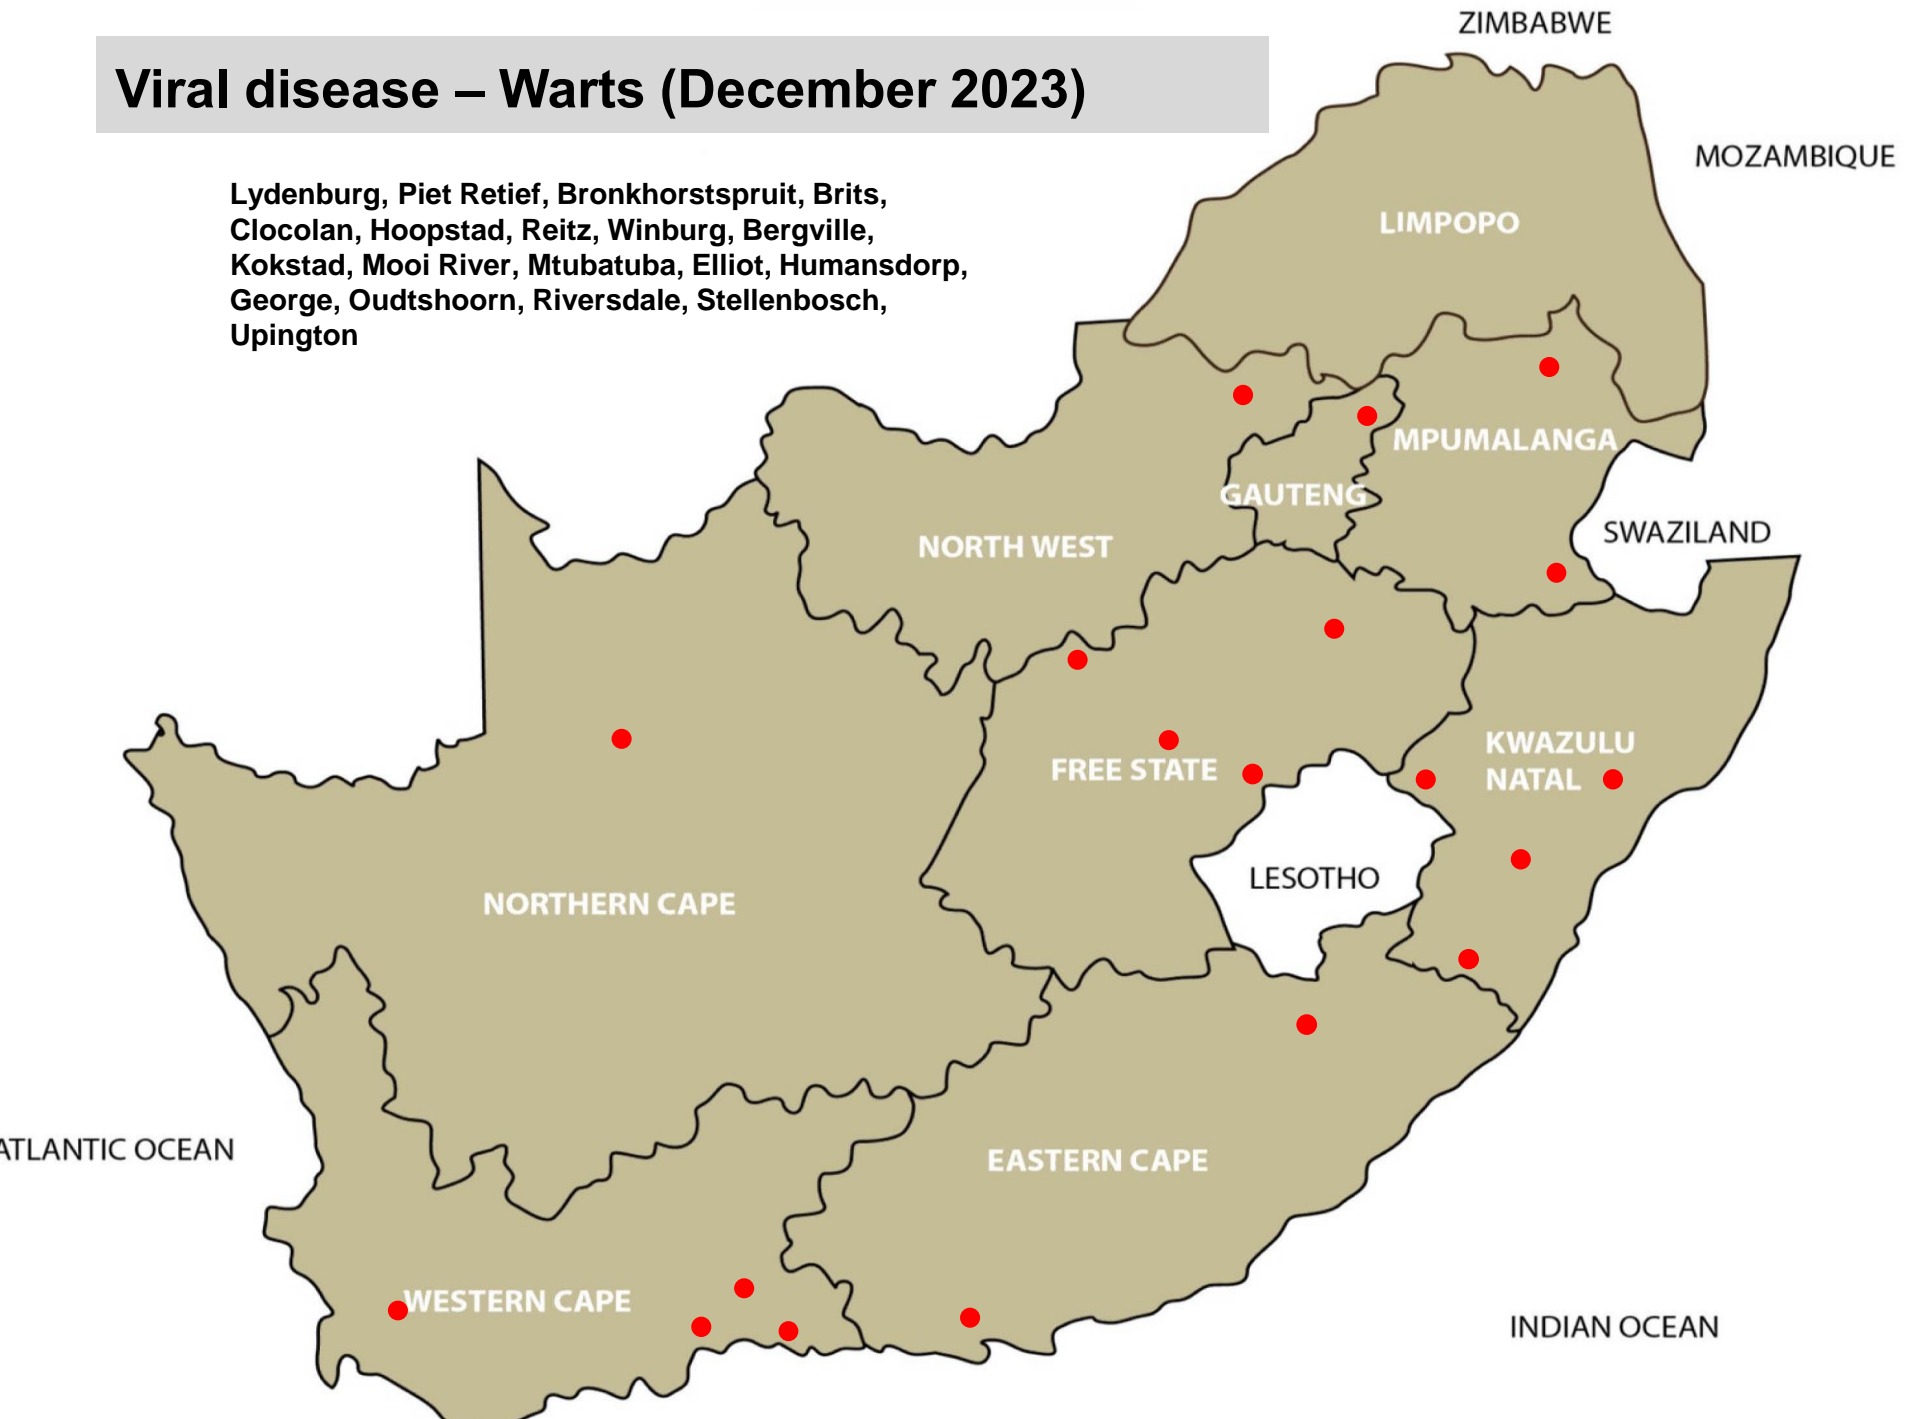 ZIMBABWE
Viral disease – Warts (December 2023)
MOZAMBIQUE
Lydenburg, Piet Retief, Bronkhorstspruit, Brits,
Clocolan, Hoopstad, Reitz, Winburg, Bergville,
Kokstad, Mooi River, Mtubatuba, Elliot, Humansdorp,
George, Oudtshoorn, Riversdale, Stellenbosch,
Upington
LIMPOPO
MPUMALANGA
GAUTENG
SWAZILAND
NORTH WEST
KWAZULU
NATAL
FREE STATE
LESOTHO
NORTHERN CAPE
ATLANTIC OCEAN
EASTERN CAPE
WESTERN CAPE
INDIAN OCEAN